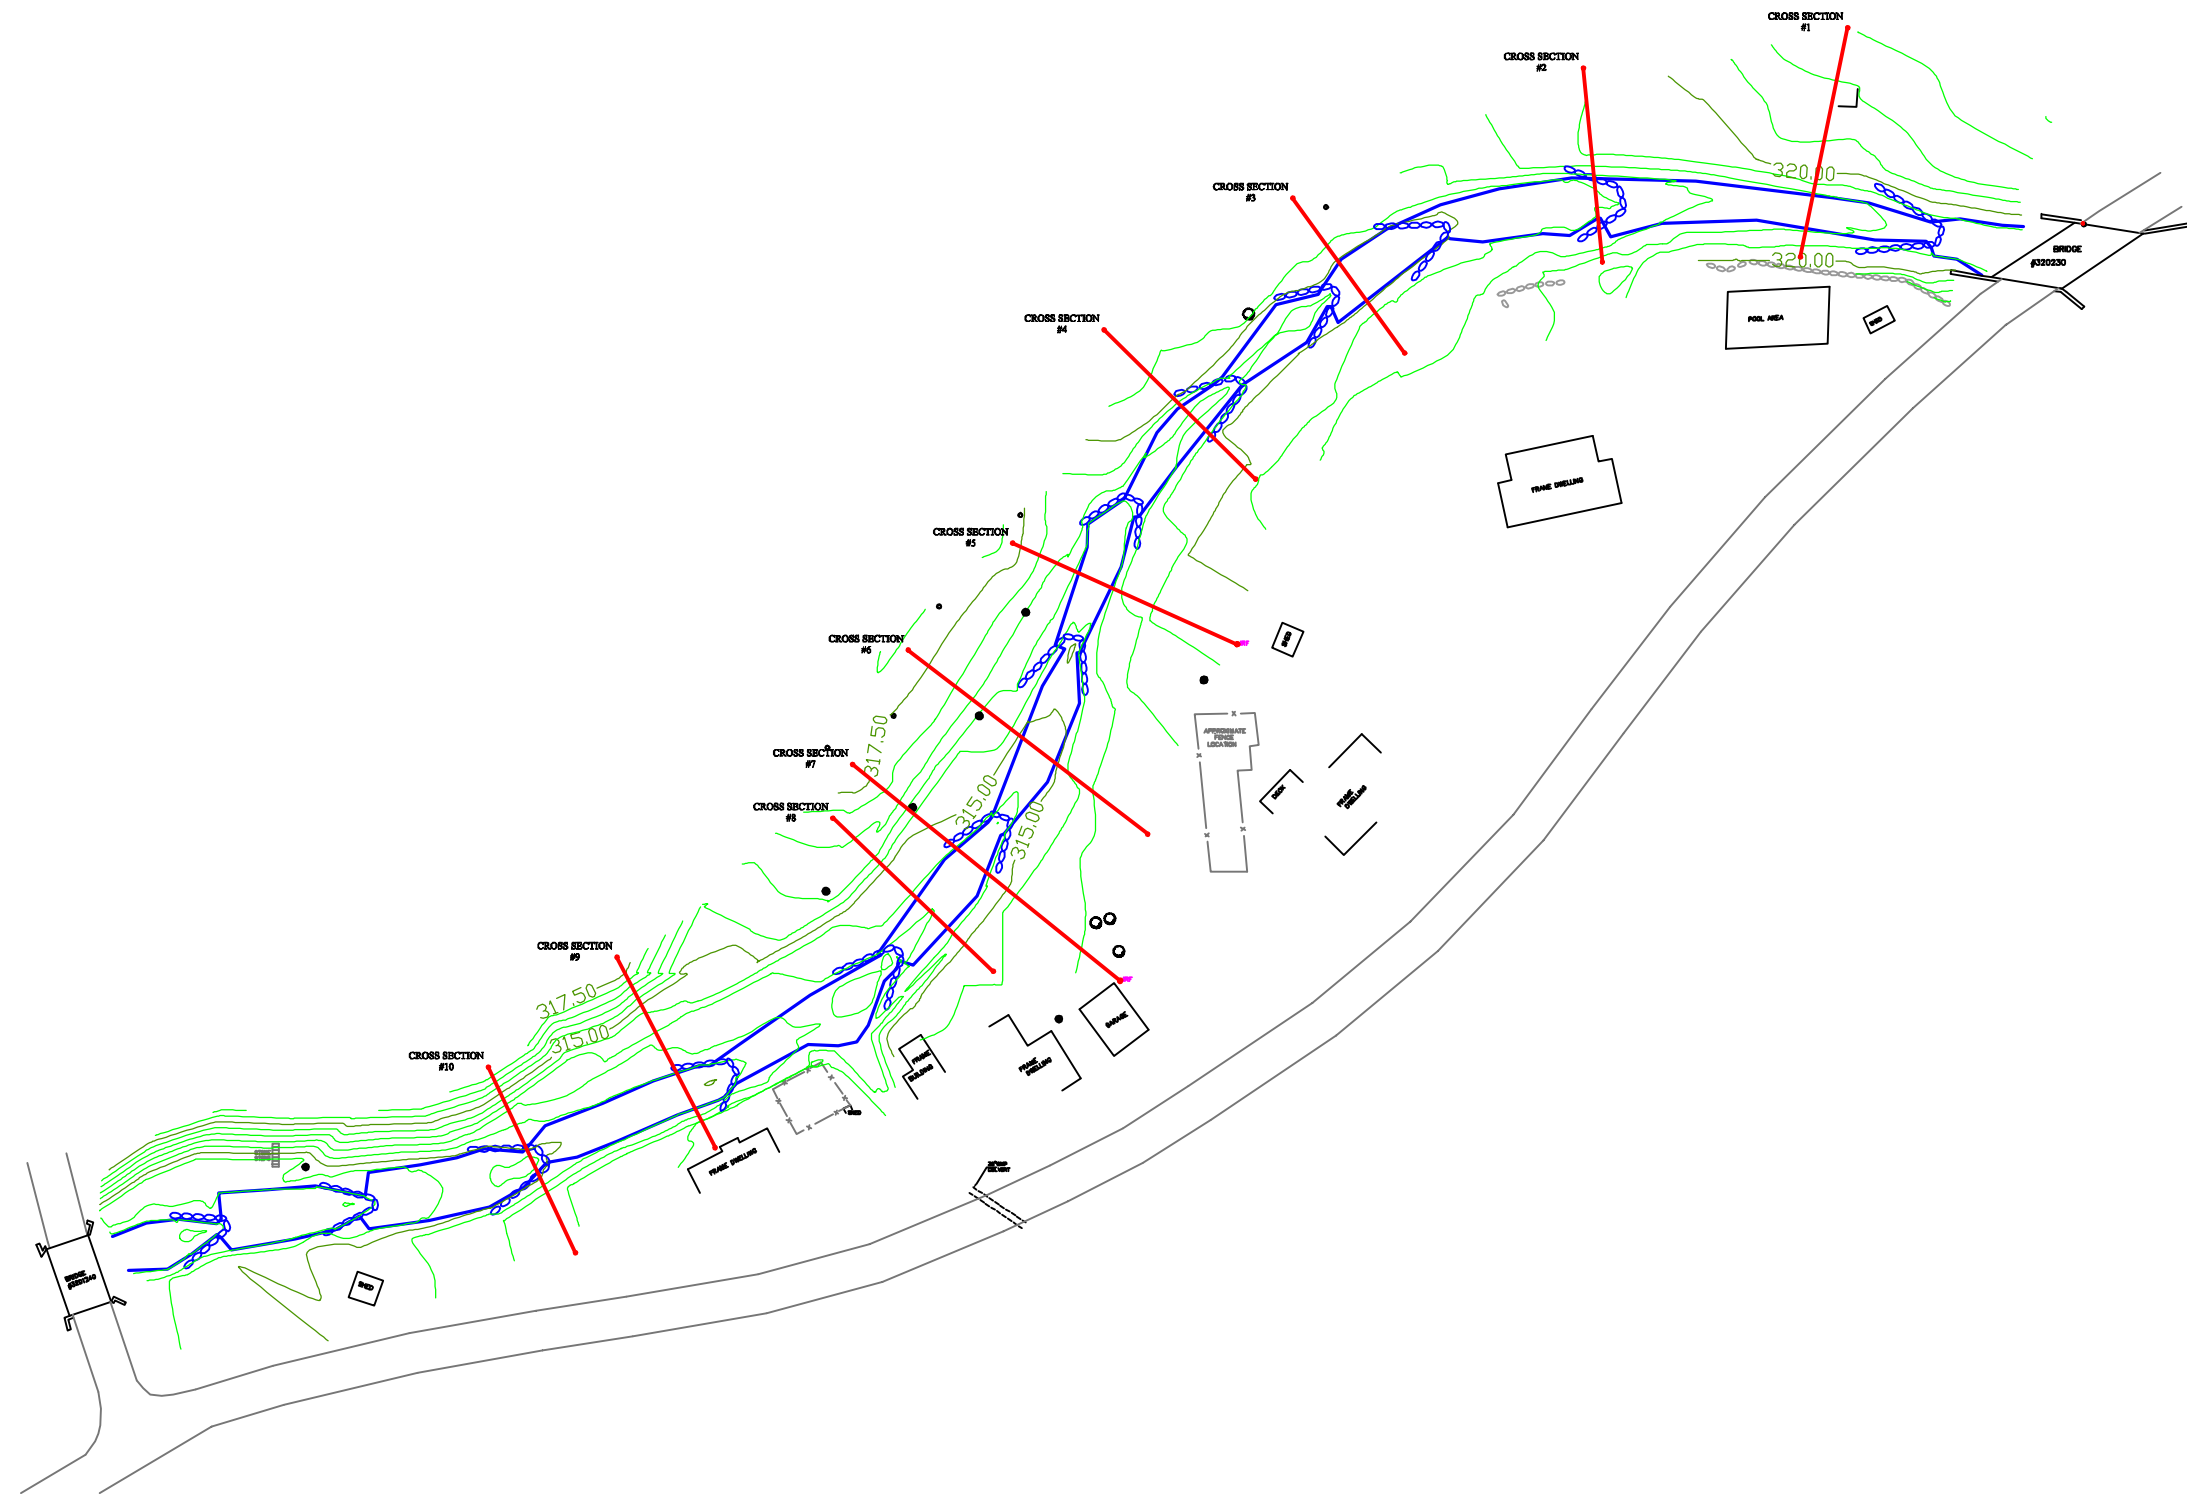 CROSS SECTION
#1
CROSS SECTION
#2
320.00
CROSS SECTION
#3
BRIDGE
#320230
320.00
POOL AREA
SHED
CROSS SECTION
#4
FRAME DWELLING
CROSS SECTION
#5
SHED
CROSS SECTION
#6
317.50
APPROXIMATE
FENCE
LOCATION
CROSS SECTION
#7
DECK
FRAME
DWELLING
315.00
315.00
CROSS SECTION
#8
CROSS SECTION
#9
317.50
GARAGE
315.00
CROSS SECTION
#10
FRAME
BUILDING
FRAME
DWELLING
SHED
FRAME DWELLING
BRIDGE
SHED